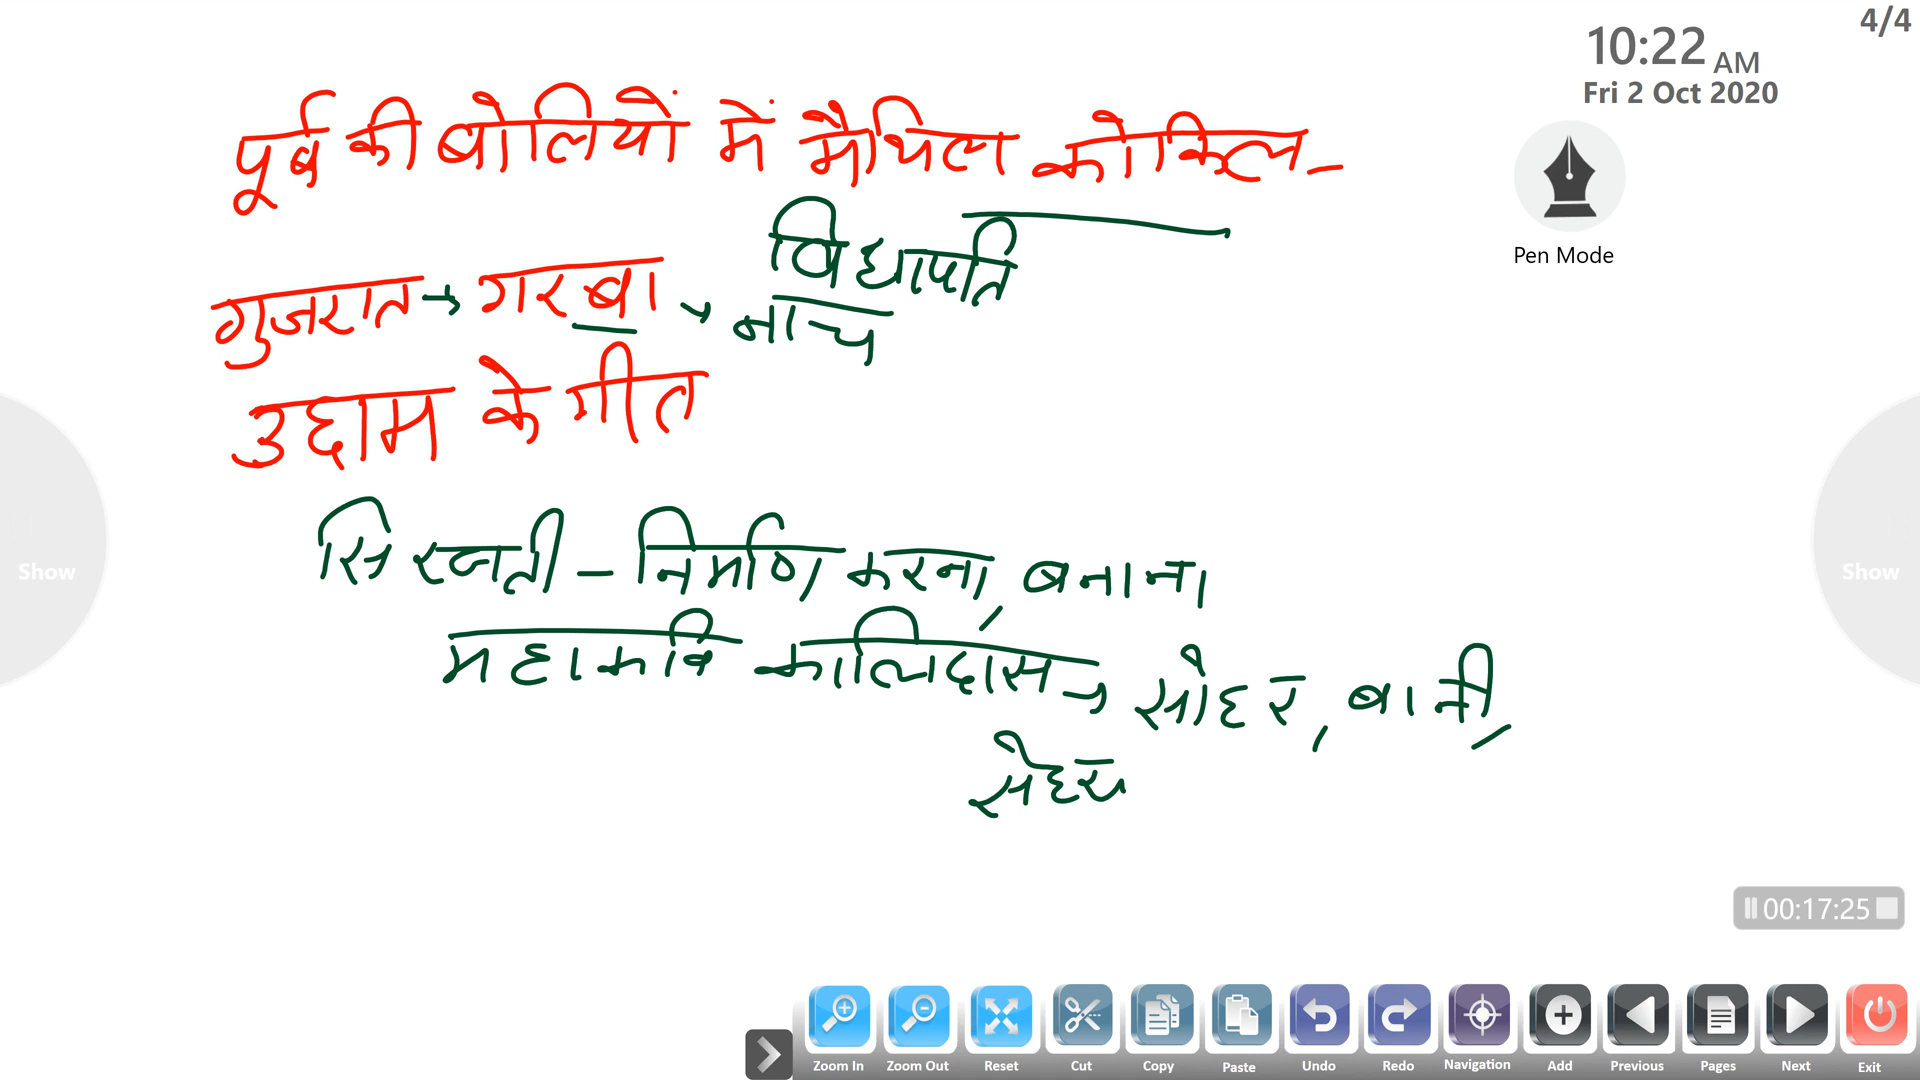 4/4
10:22 AM
Fri 2 Oct 2020
Pen Mode
पूर्व की बोलियों में मैथिल कोकिल -
विद्यापति
गुजरात → गरबा → नाच
उद्दाम के गीत
सिरजती - निर्माण करना, बनाना
महाकवि कालिदास → सोहर, बानी,
सेहरा
Show
Show
00:17:25
Zoom In Zoom Out Reset Cut Copy Paste Undo Redo Navigation Add Previous Pages Next Exit